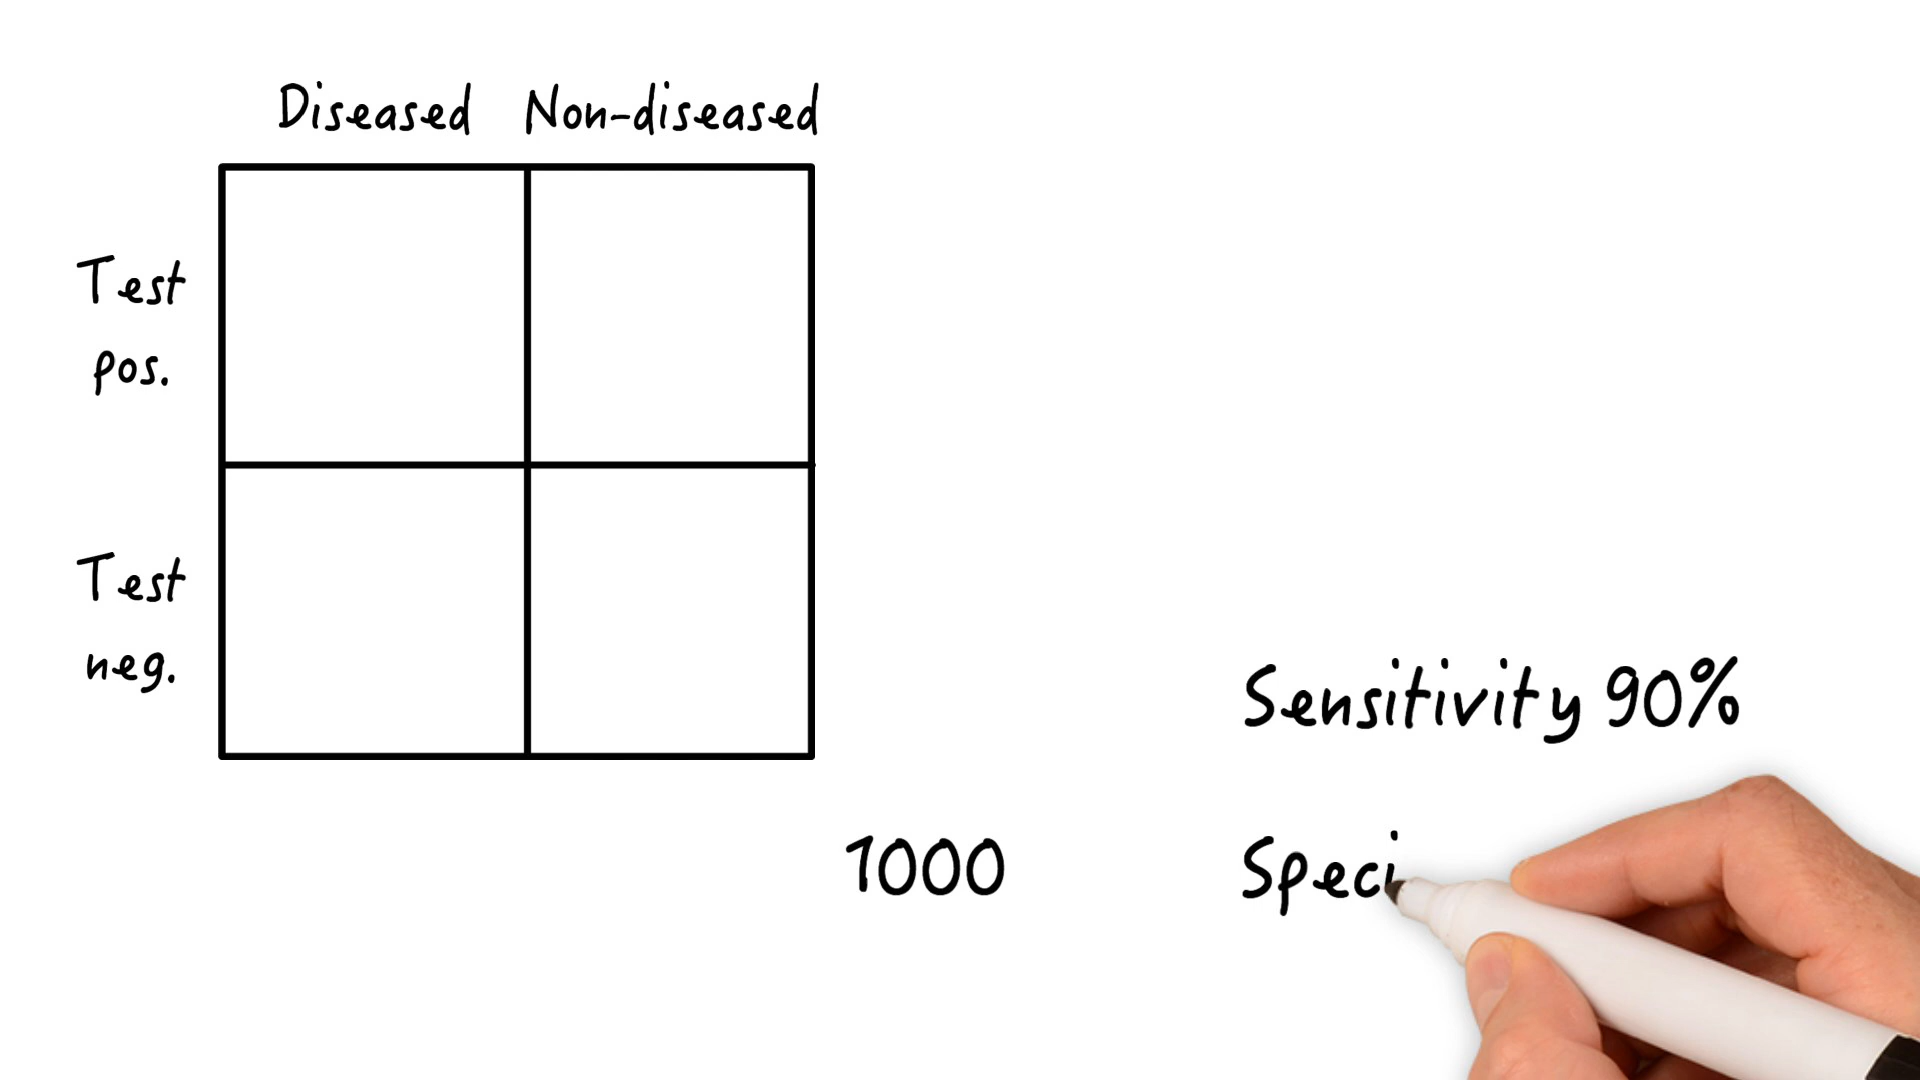 Diseased Non-diseased
Test
pos.
Test
neg.
Sensitivity 90%
1000
Speci